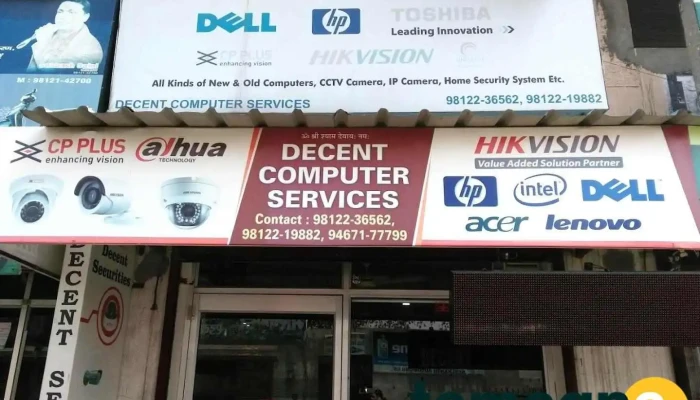 DELL
hp
TOSHIBA
Leading Innovation
CP PLUS
enhancing vision
HIKVISION
All Kinds of New & Old Computers, CCTV Camera, IP Camera, Home Security System Etc.
DECENT COMPUTER SERVICES
98122-36562, 98122-19882
M : 98121-42700
CP PLUS
enhancing vision
alhua
TECHNOLOGY
DECENT
COMPUTER
SERVICES
Contact : 98122-36562,
98122-19882, 94671-77799
HIKVISION
Value Added Solution Partner
hp
intel
DELL
acer
lenovo
DECENT SE
Decent
Securities